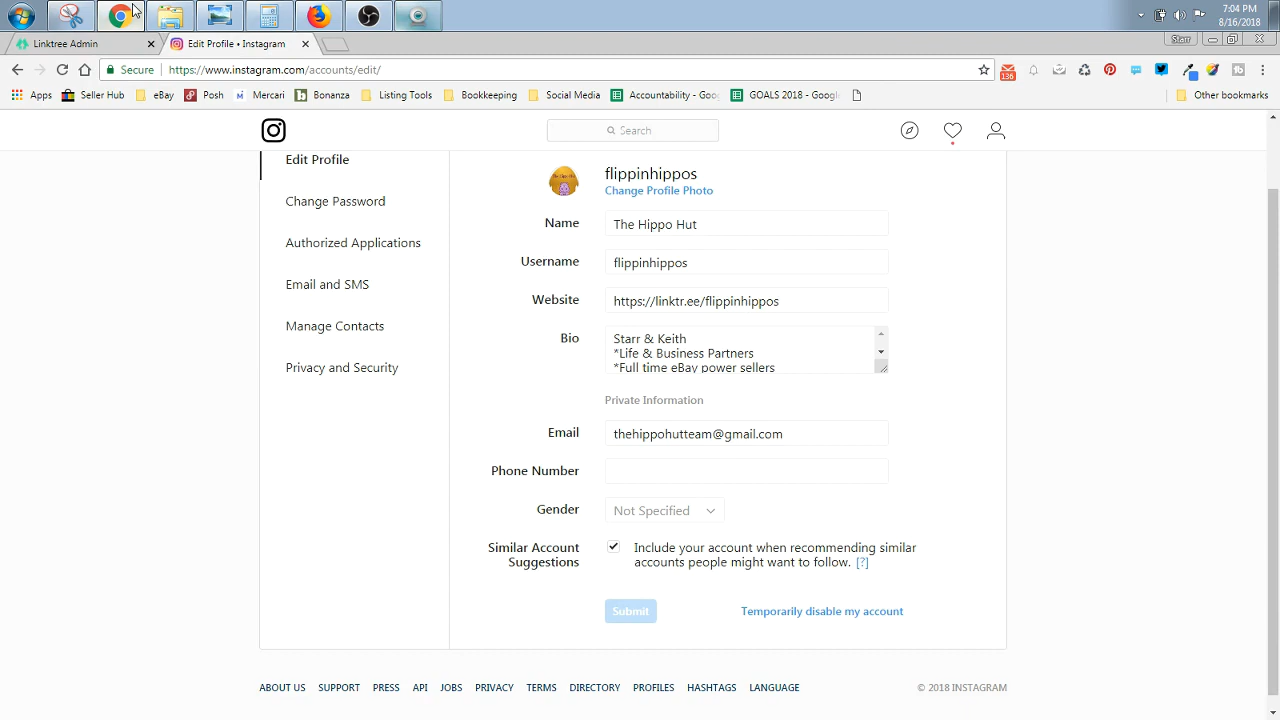 7:04 PM
8/16/2018
Linktree Admin
Edit Profile • Instagram
Starr
Secure
https://www.instagram.com/accounts/edit/
136
Apps
Seller Hub
eBay
Posh
Mercari
Bonanza
Listing Tools
Bookkeeping
Social Media
Accountability - Goo
GOALS 2018 - Google
Other bookmarks
Search
Edit Profile
Change Password
Authorized Applications
Email and SMS
Manage Contacts
Privacy and Security
flippinhippos
Change Profile Photo
Name
The Hippo Hut
Username
flippinhippos
Website
https://linktr.ee/flippinhippos
Bio
Starr & Keith
*Life & Business Partners
*Full time eBay power sellers
Private Information
Email
thehippohutteam@gmail.com
Phone Number
Gender
Not Specified
Similar Account
Suggestions
Include your account when recommending similar
accounts people might want to follow. [?]
Submit
Temporarily disable my account
ABOUT US
SUPPORT
PRESS
API
JOBS
PRIVACY
TERMS
DIRECTORY
PROFILES
HASHTAGS
LANGUAGE
© 2018 INSTAGRAM